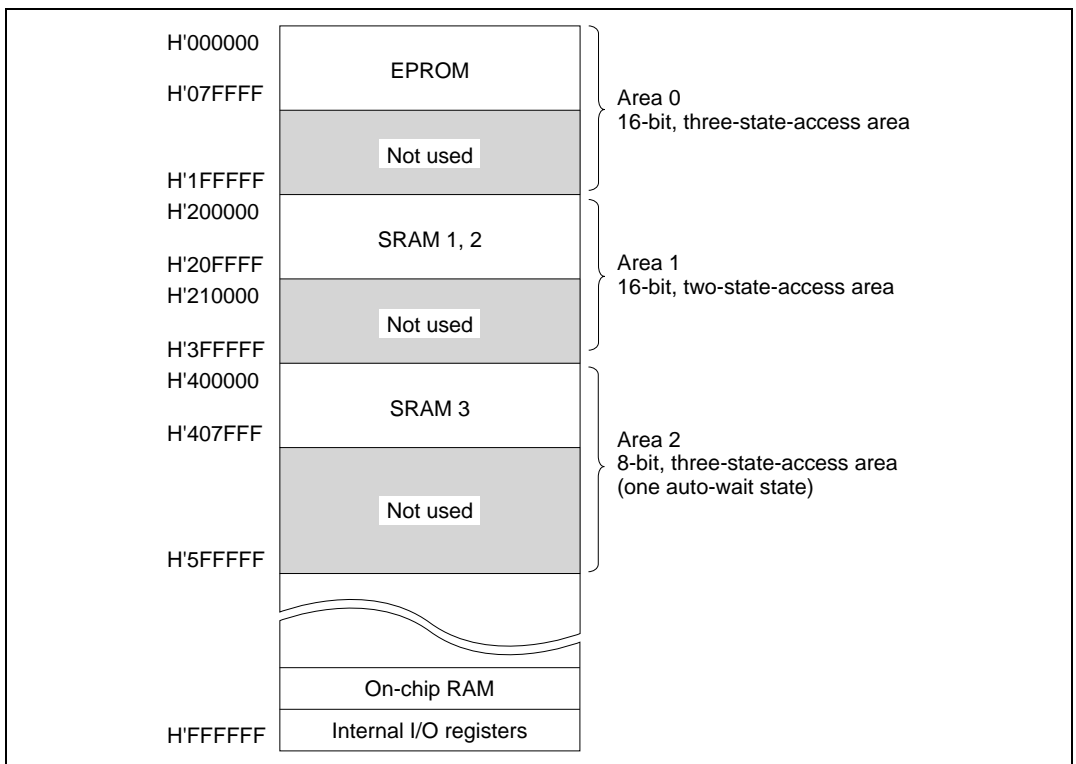 H'000000
EPROM
H'07FFFF
Area 0
16-bit, three-state-access area
Not used
H'1FFFFF
H'200000
SRAM 1, 2
H'20FFFF
Area 1
16-bit, two-state-access area
H'210000
Not used
H'3FFFFF
H'400000
SRAM 3
H'407FFF
Area 2
8-bit, three-state-access area
(one auto-wait state)
Not used
H'5FFFFF
On-chip RAM
H'FFFFFF
Internal I/O registers